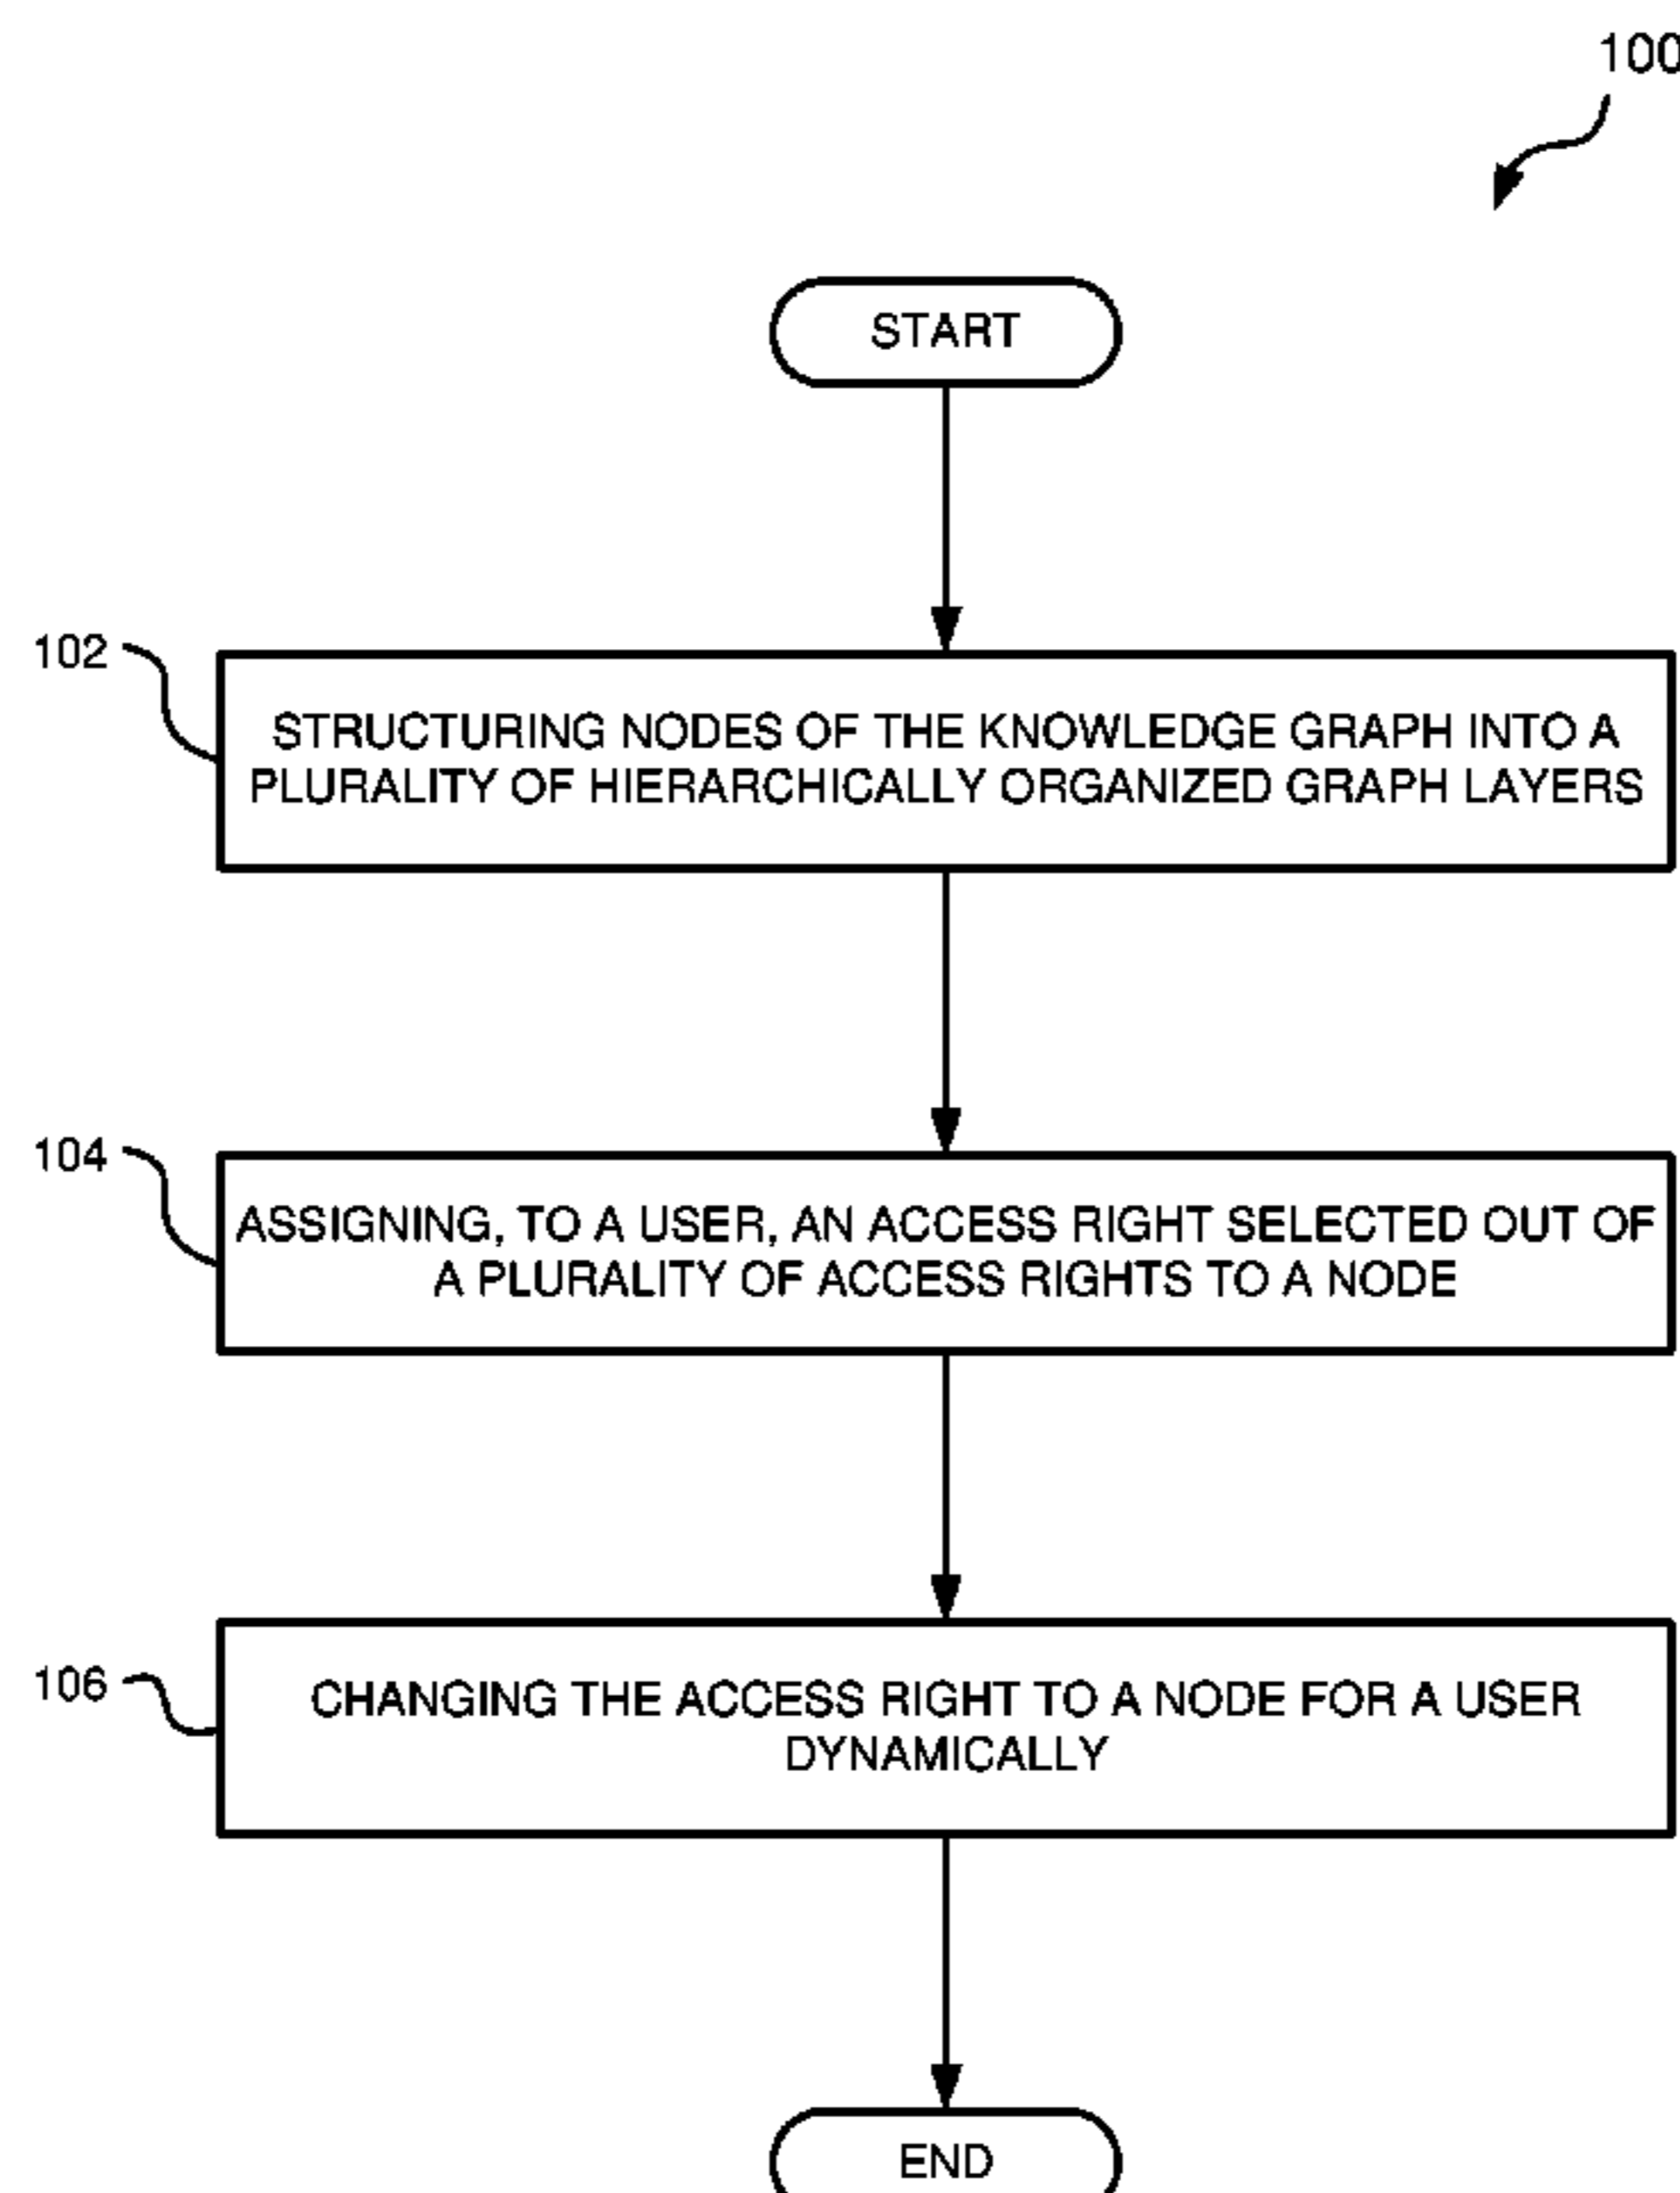 100
START
102
STRUCTURING NODES OF THE KNOWLEDGE GRAPH INTO A
PLURALITY OF HIERARCHICALLY ORGANIZED GRAPH LAYERS
104
ASSIGNING, TO A USER, AN ACCESS RIGHT SELECTED OUT OF
A PLURALITY OF ACCESS RIGHTS TO A NODE
106
CHANGING THE ACCESS RIGHT TO A NODE FOR A USER
DYNAMICALLY
END